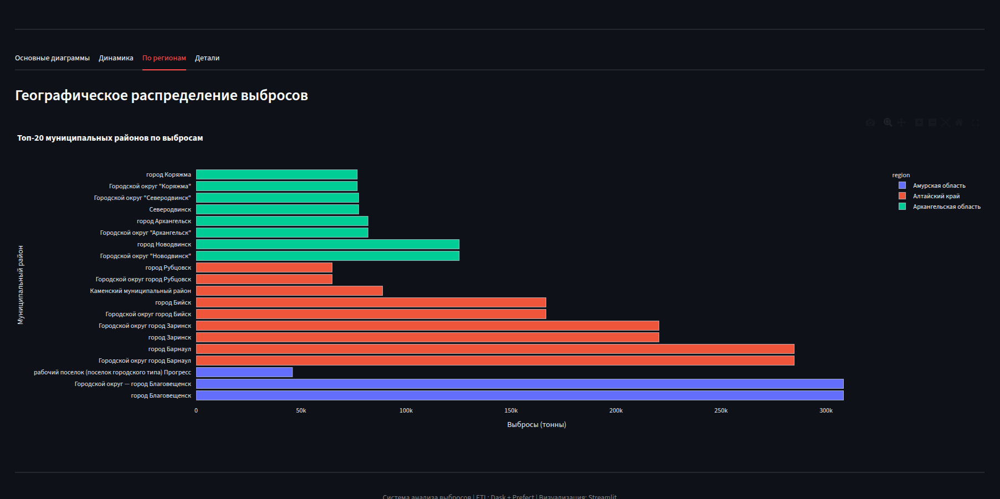 Основные диаграммы Динамика По регионам Детали
Географическое распределение выбросов
Топ-20 муниципальных районов по выбросам
город Коряжма
Городской округ "Коряжма"
Городской округ "Северодвинск"
Северодвинск
город Архангельск
Городской округ "Архангельск"
город Новодвинск
Городской округ "Новодвинск"
город Рубцовск
Городской округ город Рубцовск
Каменский муниципальный район
город Бийск
Городской округ город Бийск
Городской округ город Заринск
город Заринск
город Барнаул
Городской округ город Барнаул
рабочий поселок (поселок городского типа) Прогресс
Городской округ — город Благовещенск
город Благовещенск
Муниципальный район
0 50k 100k 150k 200k 250k 300k
Выбросы (тонны)
region
Амурская область
Алтайский край
Архангельская область
Система анализа выбросов | ETL: Dask + Prefect | Визуализация: Streamlit